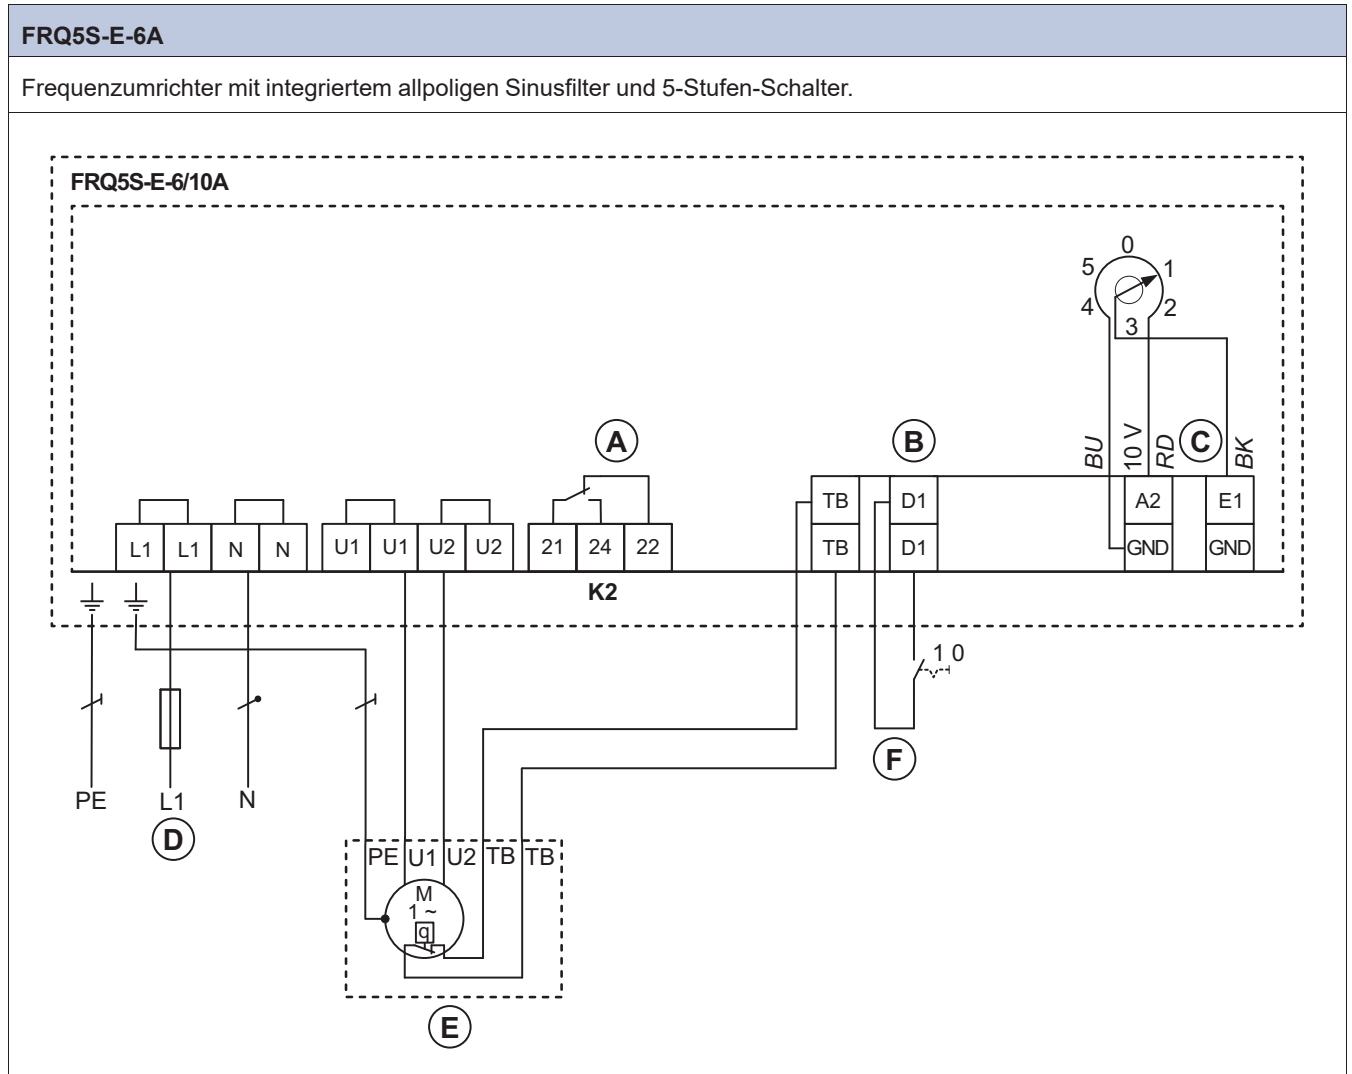 FRQ5S-E-6A
Frequenzumrichter mit integriertem allpoligen Sinusfilter und 5-Stufen-Schalter.
FRQ5S-E-6/10A
0
5 1
4 2
3
A B BU 10 V RD C BK
TB D1 A2 E1
L1 L1 N N U1 U1 U2 U2 21 24 22 TB D1 GND GND
K2
1 0
F
PE L1 N
D
PE U1 U2 TB TB
M
1 ~
q
E